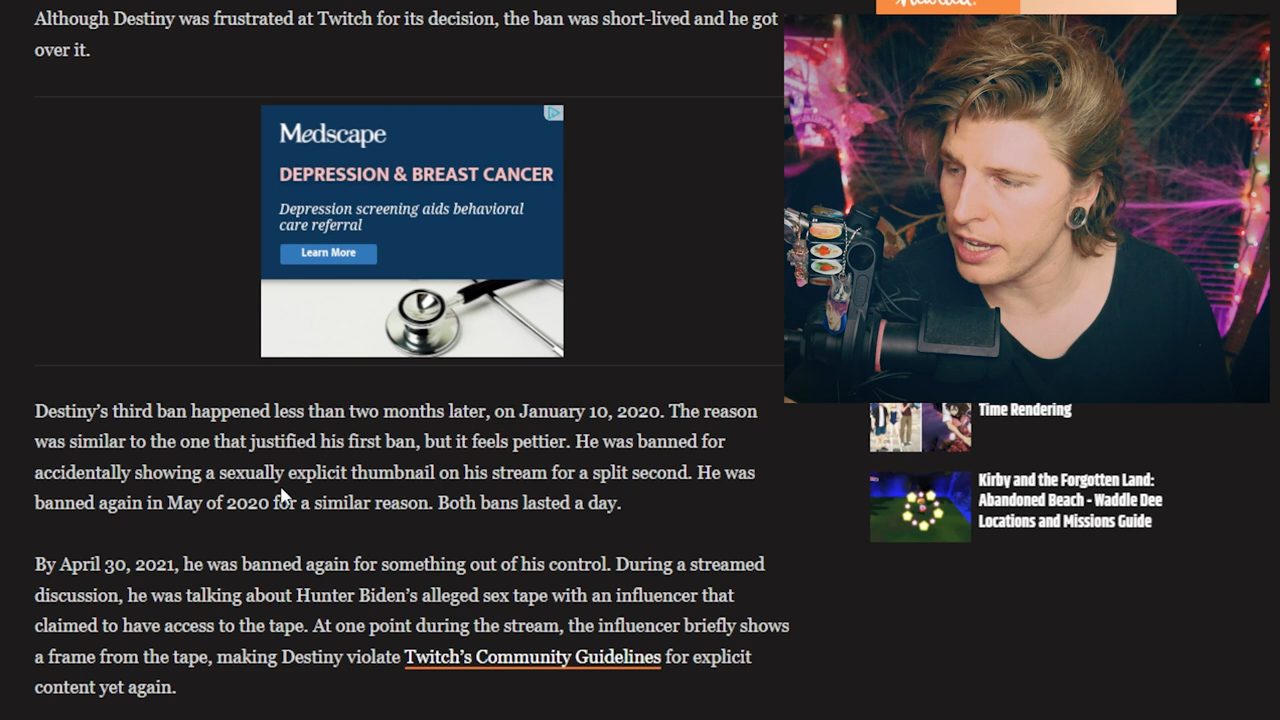 Although Destiny was frustrated at Twitch for its decision, the ban was short-lived and he got
over it.
Medscape
DEPRESSION & BREAST CANCER
Depression screening aids behavioral
care referral
Learn More
Destiny’s third ban happened less than two months later, on January 10, 2020. The reason
was similar to the one that justified his first ban, but it feels pettier. He was banned for
accidentally showing a sexually explicit thumbnail on his stream for a split second. He was
banned again in May of 2020 for a similar reason. Both bans lasted a day.
By April 30, 2021, he was banned again for something out of his control. During a streamed
discussion, he was talking about Hunter Biden’s alleged sex tape with an influencer that
claimed to have access to the tape. At one point during the stream, the influencer briefly shows
a frame from the tape, making Destiny violate Twitch’s Community Guidelines for explicit
content yet again.
Time Rendering
Kirby and the Forgotten Land:
Abandoned Beach - Waddle Dee
Locations and Missions Guide